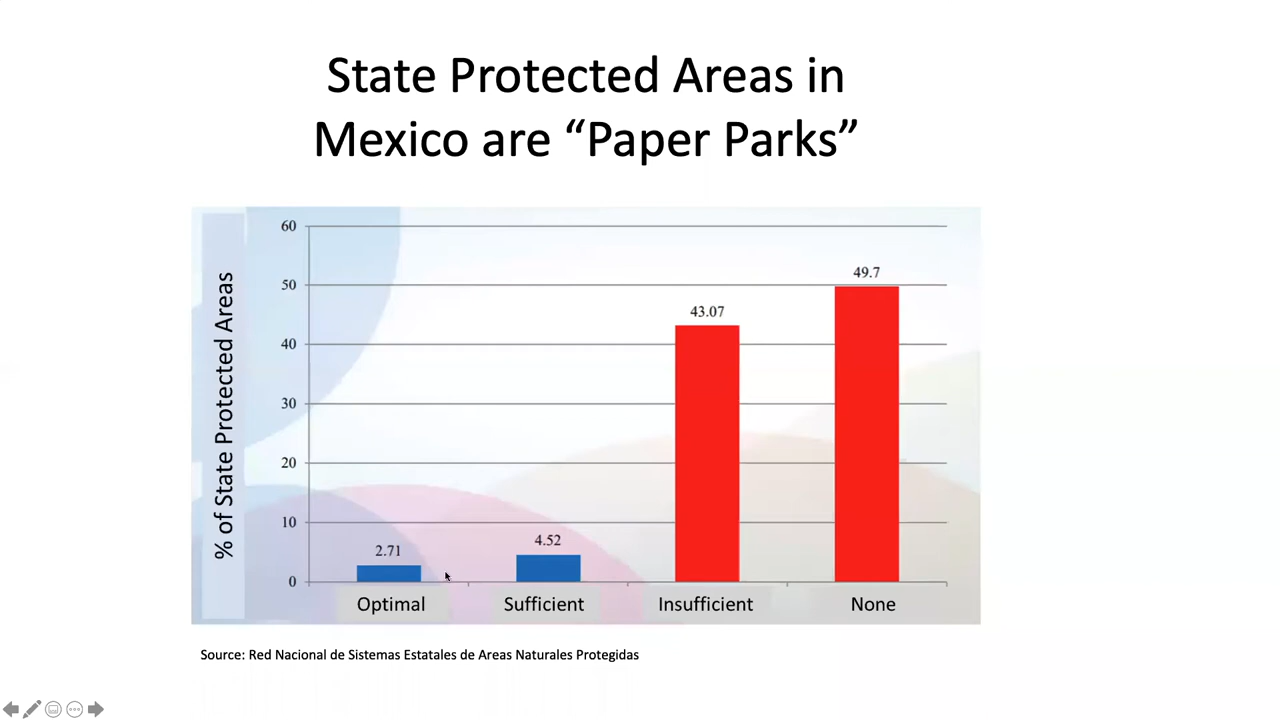 State Protected Areas in
Mexico are “Paper Parks”
% of State Protected Areas
60
50
40
30
20
10
0
2.71
4.52
43.07
49.7
Optimal
Sufficient
Insufficient
None
Source: Red Nacional de Sistemas Estatales de Areas Naturales Protegidas